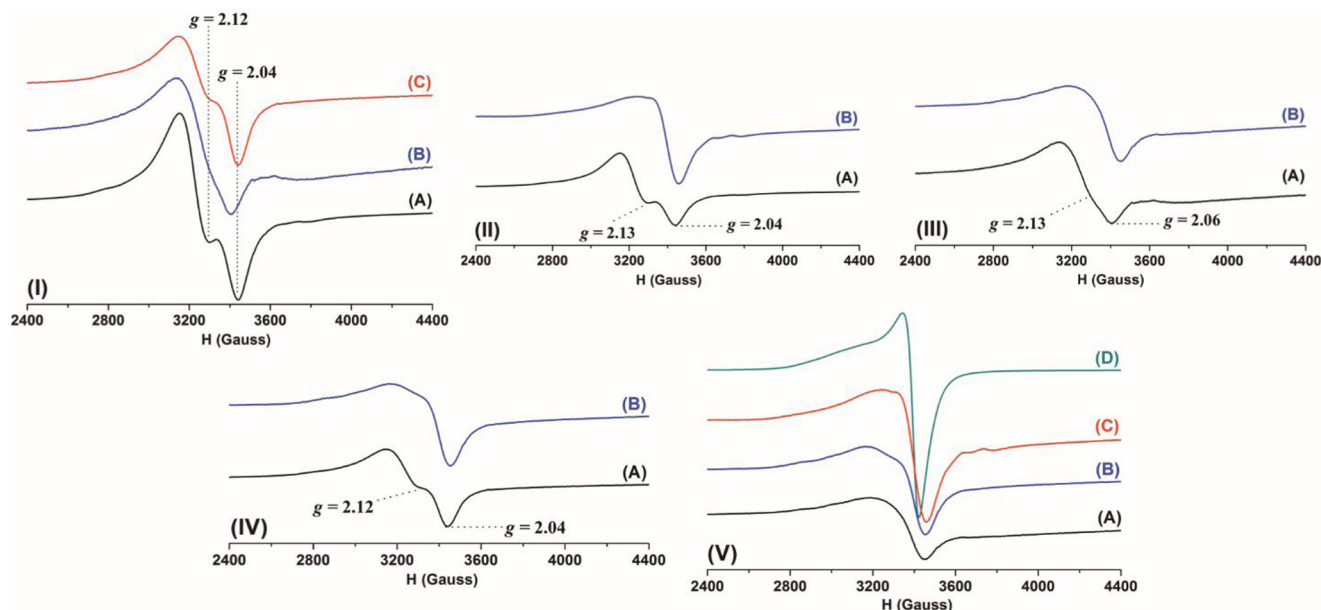 g = 2.12
g = 2.04
(C)
(B)
(A)
(I)
2400 2800 3200 3600 4000 4400
H (Gauss)
(B)
(A)
(II)
g = 2.13
g = 2.04
2400 2800 3200 3600 4000 4400
H (Gauss)
(B)
(A)
(III)
g = 2.13
g = 2.06
2400 2800 3200 3600 4000 4400
H (Gauss)
(B)
(A)
g = 2.12
(IV)
g = 2.04
2400 2800 3200 3600 4000 4400
H (Gauss)
(D)
(C)
(B)
(A)
(V)
2400 2800 3200 3600 4000 4400
H (Gauss)